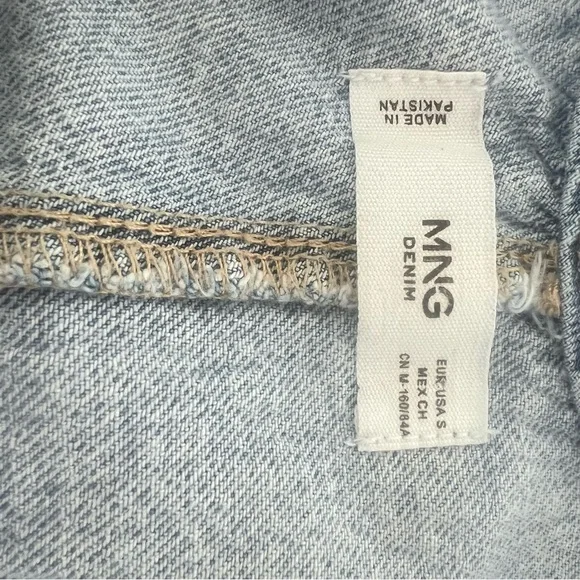 MADE IN
PAKISTAN
MNG
DENIM
EUR USA S
MEX CH
CN M-160/84A